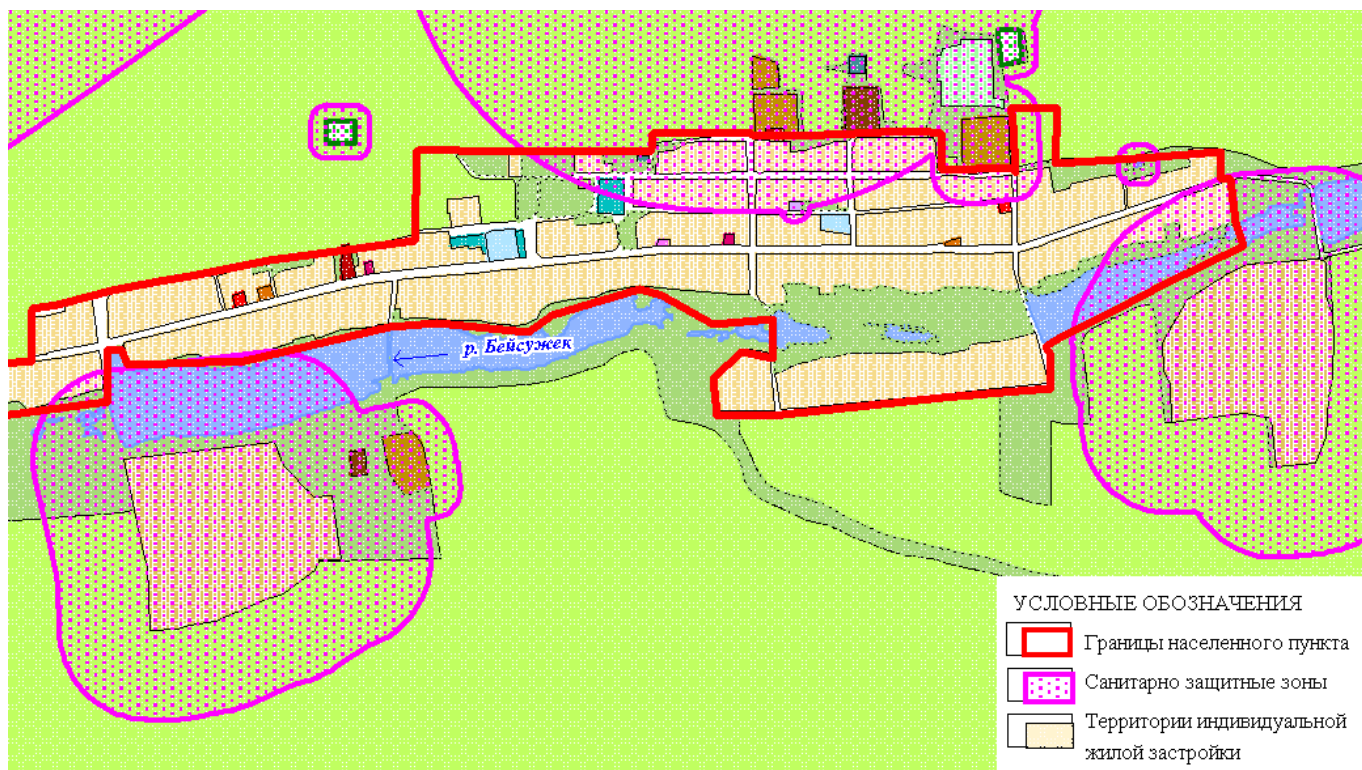 р. Бейсужек
УСЛОВНЫЕ ОБОЗНАЧЕНИЯ
Границы населенного пункта
Санитарно защитные зоны
Территории индивидуальной
жилой застройки